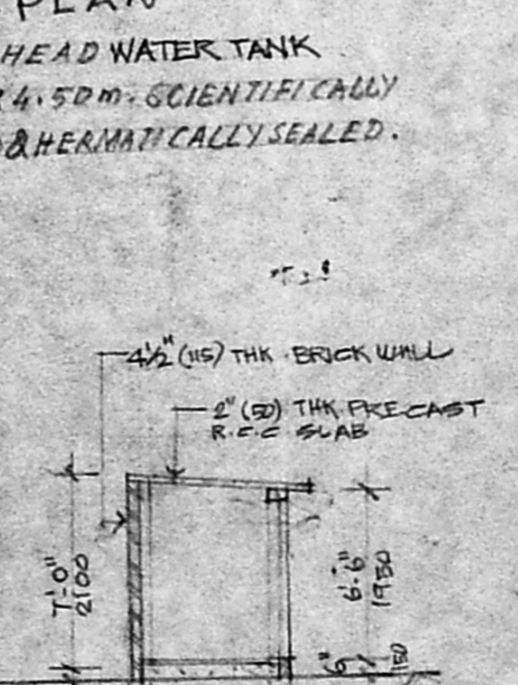 PLAN
HEAD WATER TANK
4.50m. SCIENTIFICALLY
& HERMATICALLY SEALED.
4½" (115) THK. BRICK WALL
2" (50) THK. PRECAST
R.C.C SLAB
7'-0"
2100
6'-6"
1950
6"
150